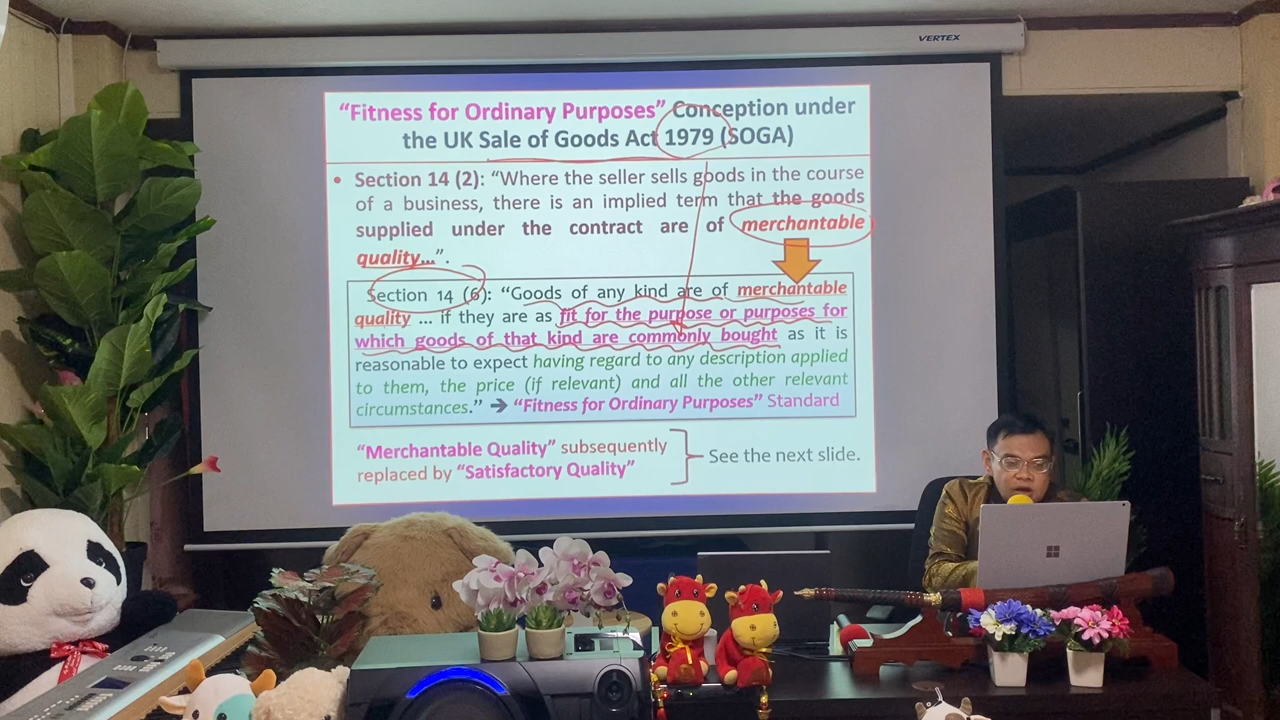 VERTEX
“Fitness for Ordinary Purposes” Conception under
the UK Sale of Goods Act 1979 (SOGA)
• Section 14 (2): “Where the seller sells goods in the course
of a business, there is an implied term that the goods
supplied under the contract are of merchantable
quality...”.
Section 14 (6): “Goods of any kind are of merchantable
quality ... if they are as fit for the purpose or purposes for
which goods of that kind are commonly bought as it is
reasonable to expect having regard to any description applied
to them, the price (if relevant) and all the other relevant
circumstances.” ➔ “Fitness for Ordinary Purposes” Standard
“Merchantable Quality” subsequently
replaced by “Satisfactory Quality”
See the next slide.